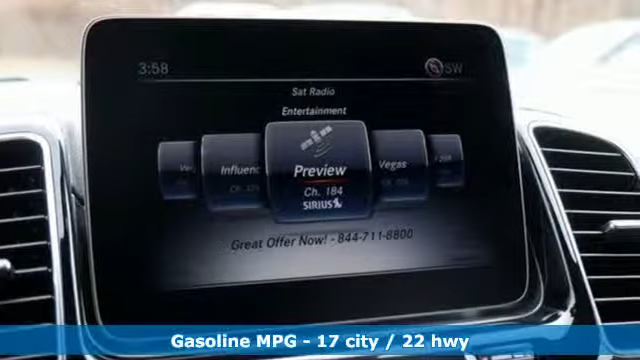 3:58 SW
Sat Radio
Entertainment
Influenc Preview Vegas
Ch. 184
SIRIUS
Great Offer Now! - 844-711-8800
Gasoline MPG - 17 city / 22 hwy